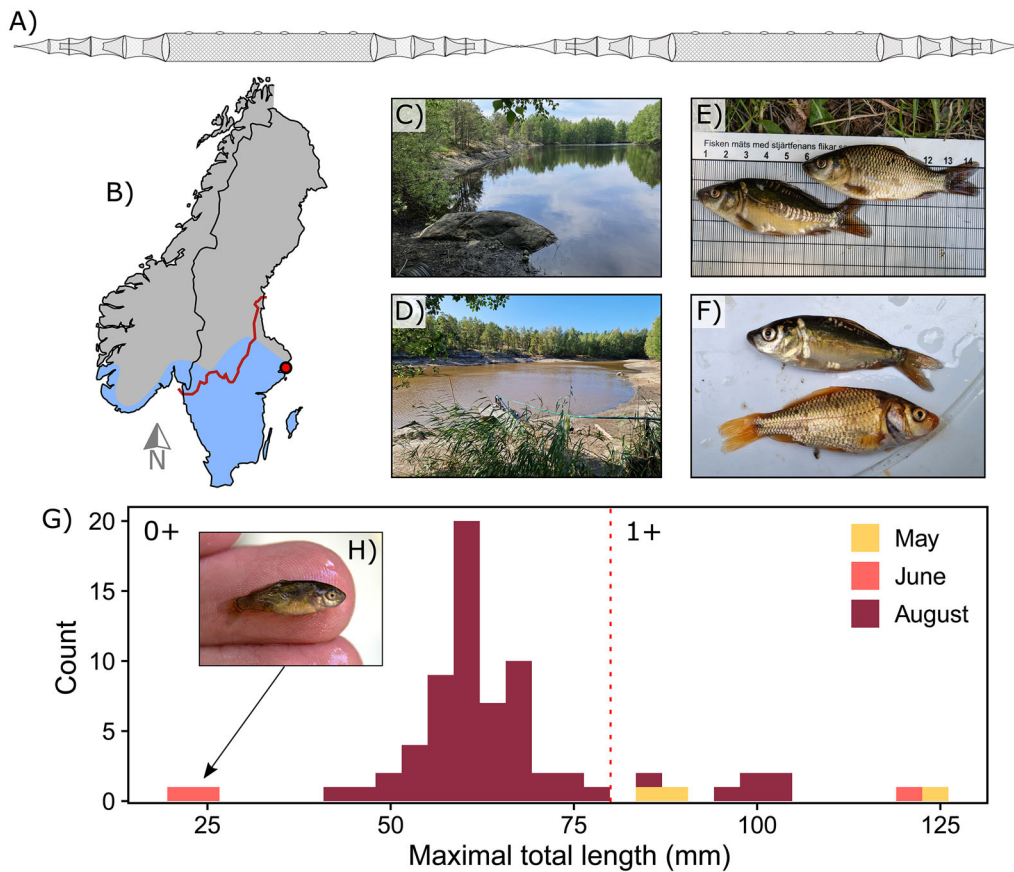 A)
B)
N
C)
D)
E)
Fisken mäts med stjärtfenans flikar
1 2 3 4 5 6 12 13 14
F)
G)
0+
H)
1+
May
June
August
Count
20
15
10
5
0
25 50 75 100 125
Maximal total length (mm)